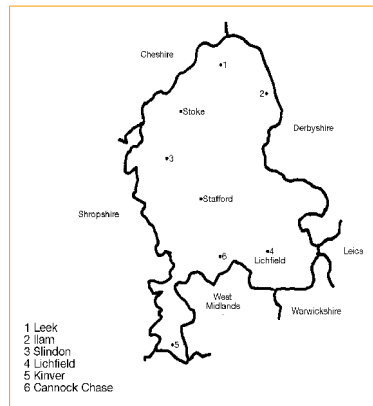 Cheshire
1
2
Stoke
Derbyshire
3
Shropshire
Stafford
4
Lichfield
Leics
6
West
Midlands
Warwickshire
5
1 Leek
2 Ilam
3 Slindon
4 Lichfield
5 Kinver
6 Cannock Chase